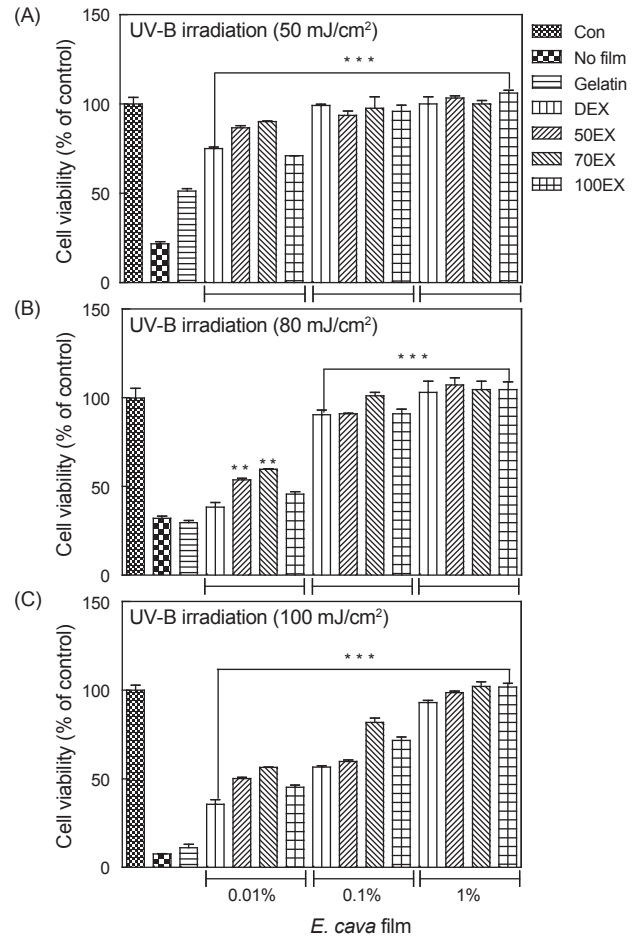 (A)
150
UV-B irradiation (50 mJ/cm²)
* * *
100
50
0
Cell viability (% of control)
Con
No film
Gelatin
DEX
50EX
70EX
100EX
(B)
150
UV-B irradiation (80 mJ/cm²)
* * *
100
* *
* *
50
0
Cell viability (% of control)
(C)
150
UV-B irradiation (100 mJ/cm²)
* * *
100
50
0
Cell viability (% of control)
0.01%
0.1%
1%
E. cava film